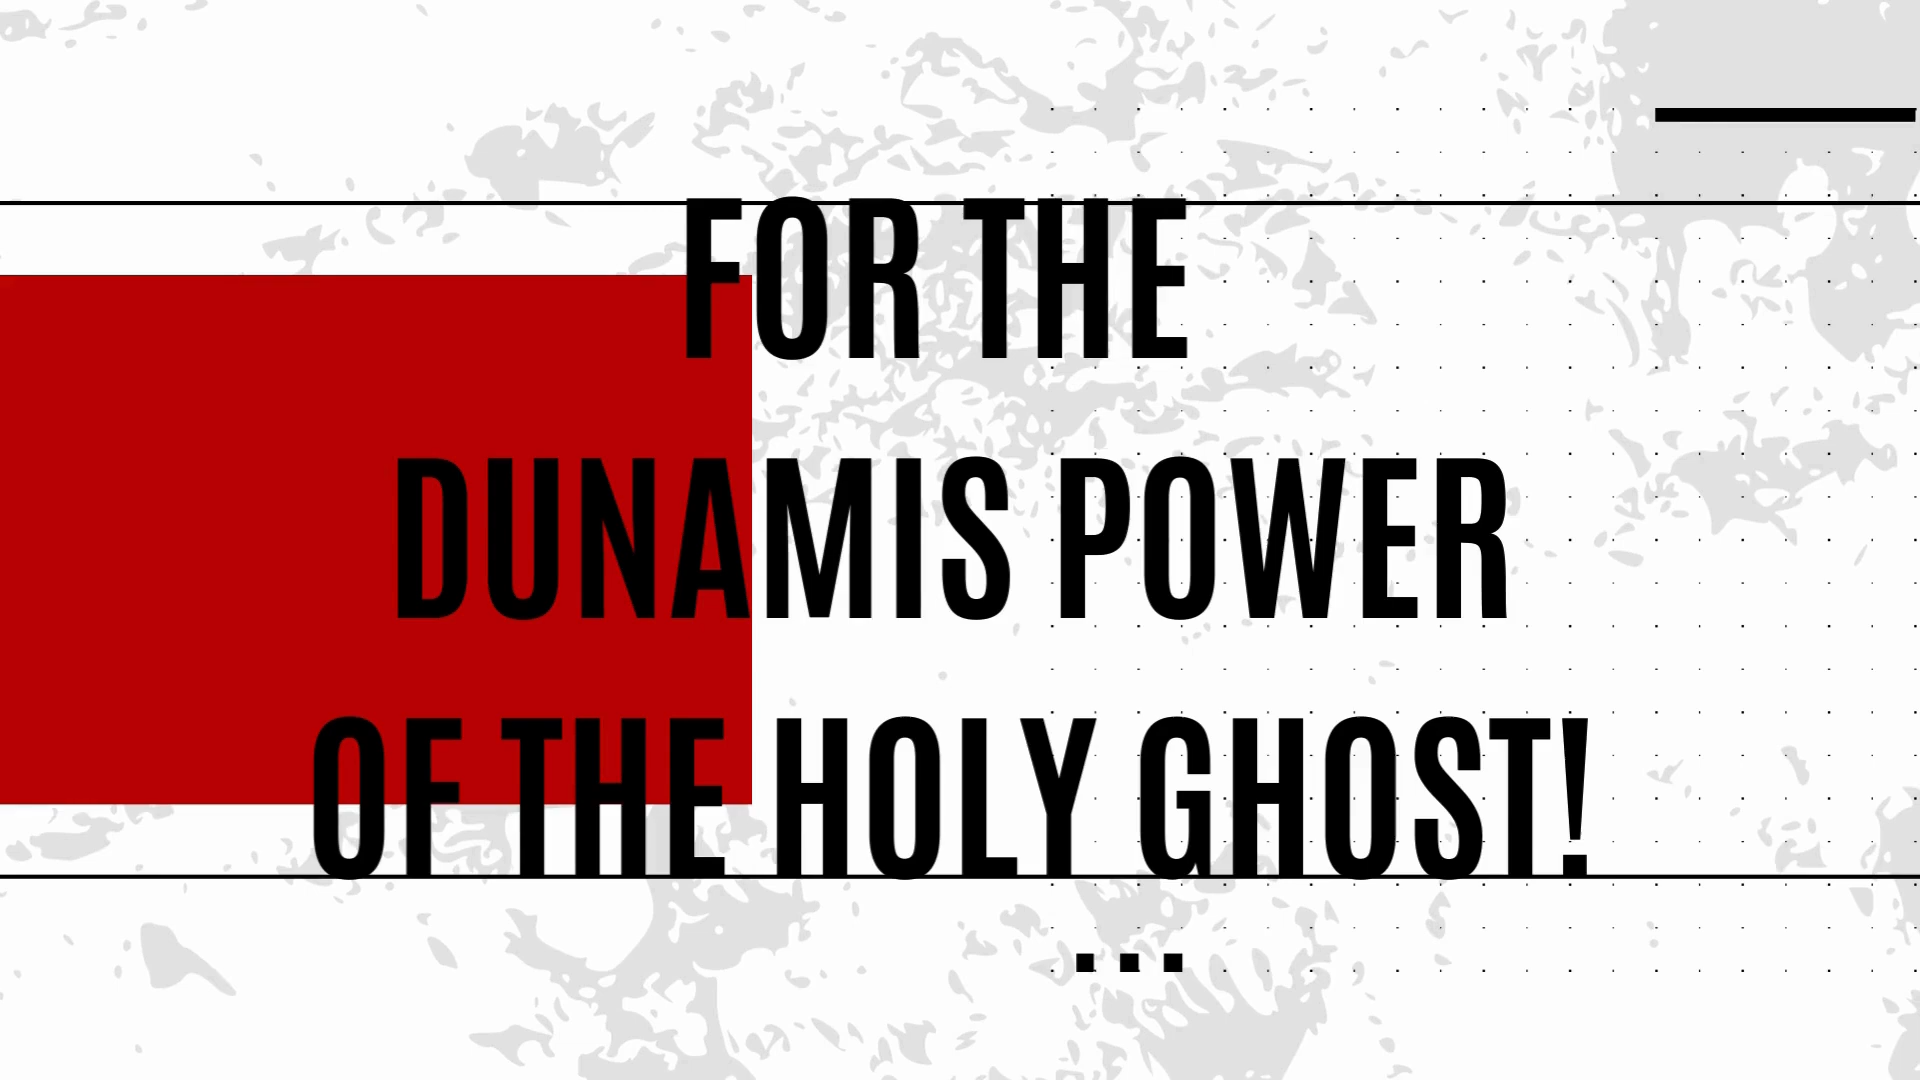 FOR THE
DUNAMIS POWER
OF THE HOLY GHOST!
...